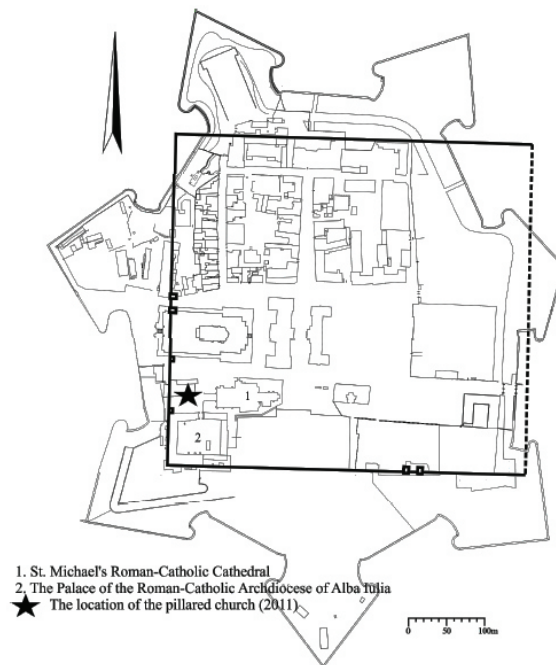 1
2
1. St. Michael's Roman-Catholic Cathedral
2. The Palace of the Roman-Catholic Archdiocese of Alba Iulia
The location of the pillared church (2011)
0 100m